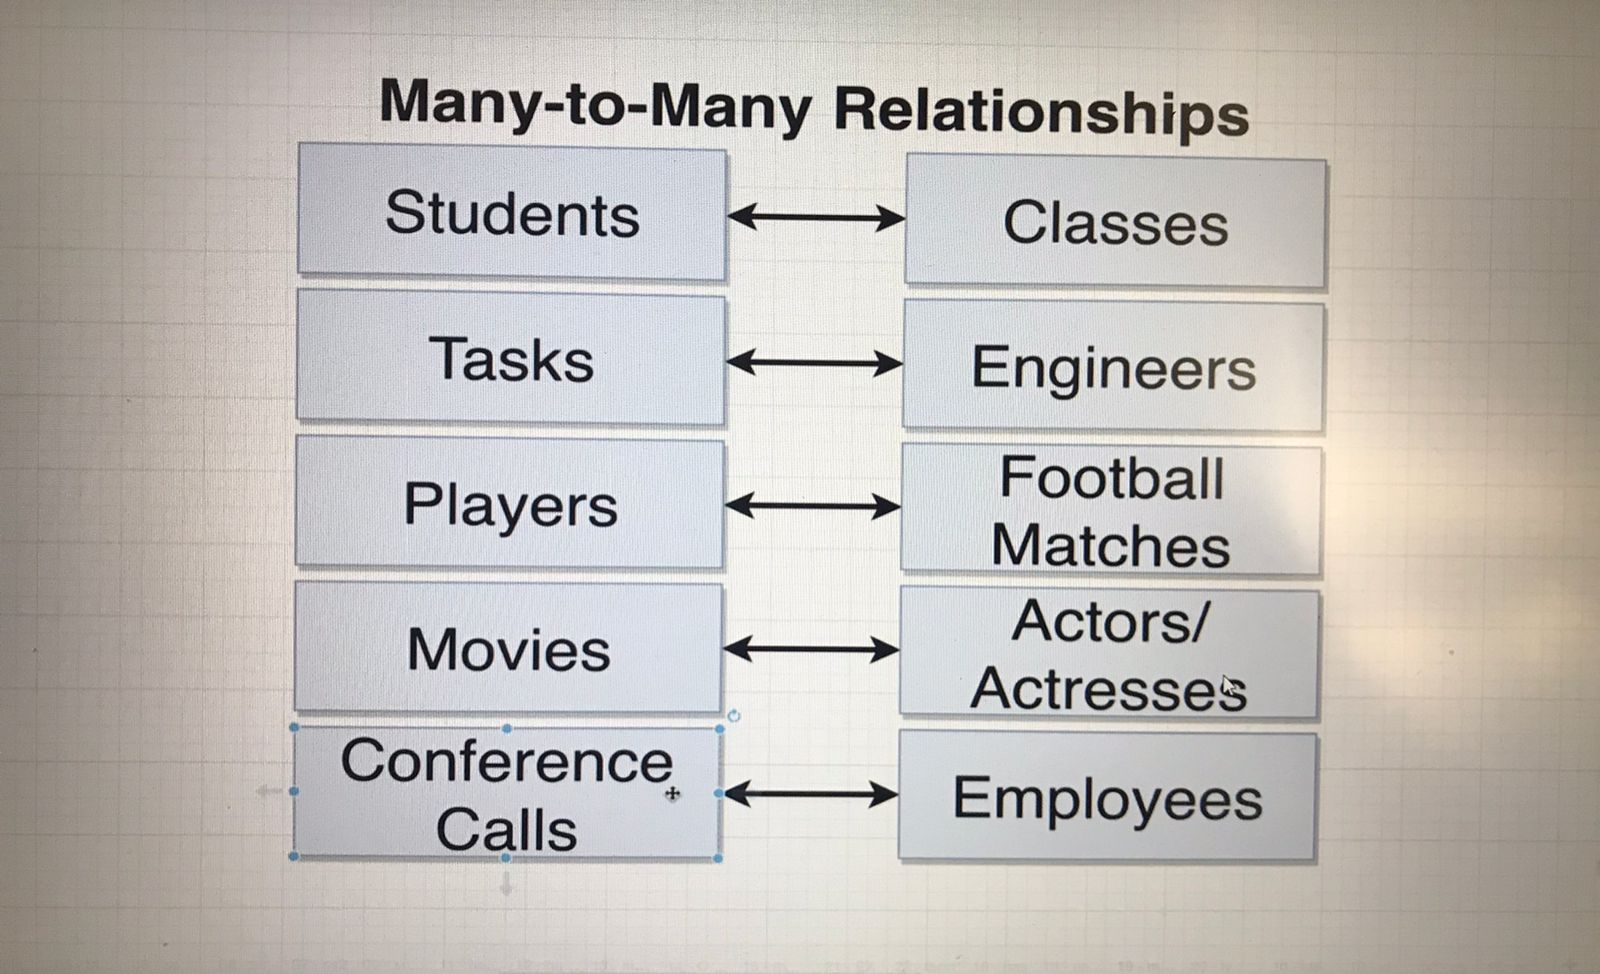 Many-to-Many Relationships
Students
Classes
Tasks
Engineers
Players
Football
Matches
Movies
Actors/
Actresses
Conference
Calls
Employees